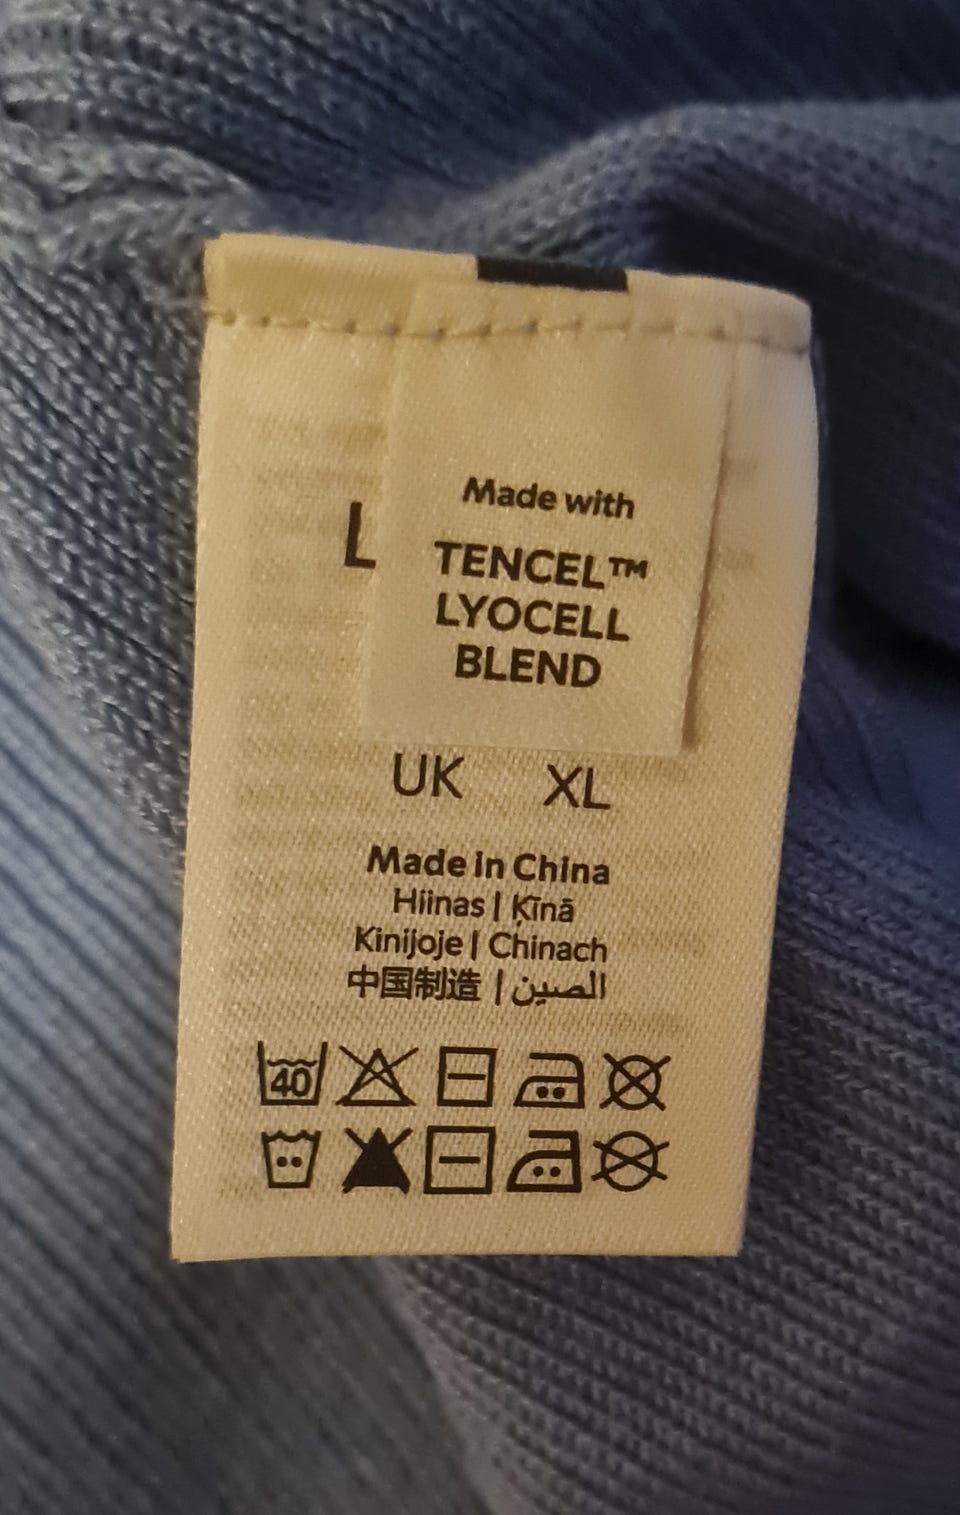 Made with
L
TENCEL™
LYOCELL
BLEND
UK XL
Made in China
Hiinas | Ķīnā
Kinijoje | Chinach
中国制造 | الصين
40